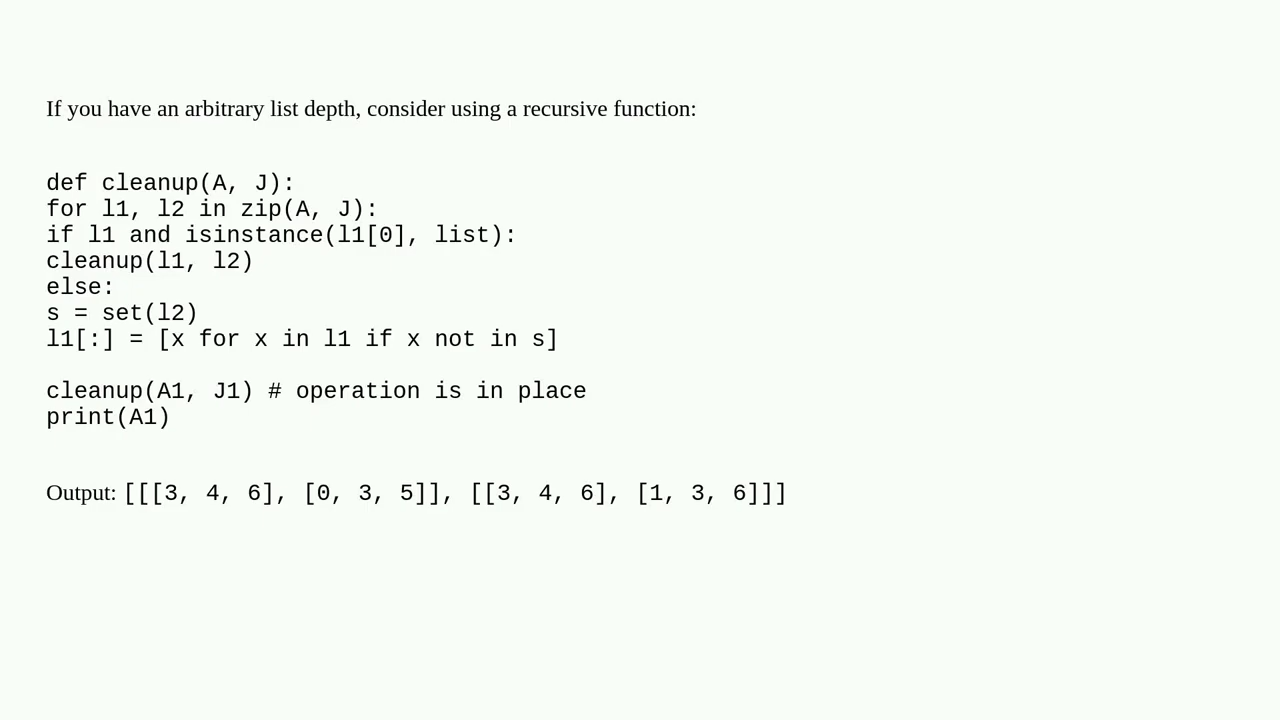 If you have an arbitrary list depth, consider using a recursive function:
def cleanup(A, J):
for l1, l2 in zip(A, J):
if l1 and isinstance(l1[0], list):
cleanup(l1, l2)
else:
s = set(l2)
l1[:] = [x for x in l1 if x not in s]
cleanup(A1, J1) # operation is in place
print(A1)
Output: [[[3, 4, 6], [0, 3, 5]], [[3, 4, 6], [1, 3, 6]]]